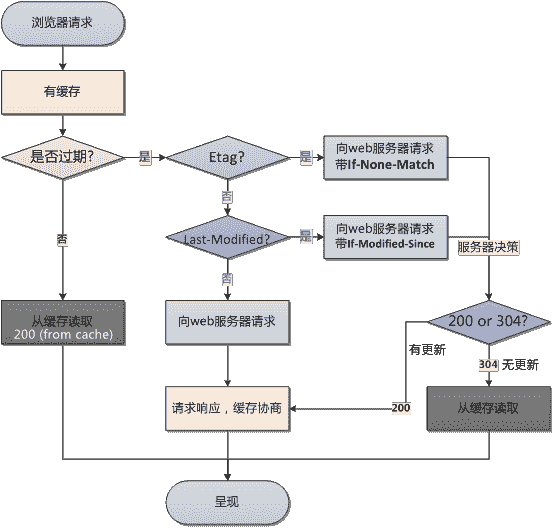 浏览器请求
有缓存
是否过期?
是
Etag?
是
向web服务器请求
带If-None-Match
否
否
Last-Modified?
是
向web服务器请求
带If-Modified-Since
服务器决策
否
从缓存读取
200 (from cache)
向web服务器请求
200 or 304?
有更新
304 无更新
请求响应，缓存协商
200
从缓存读取
呈现